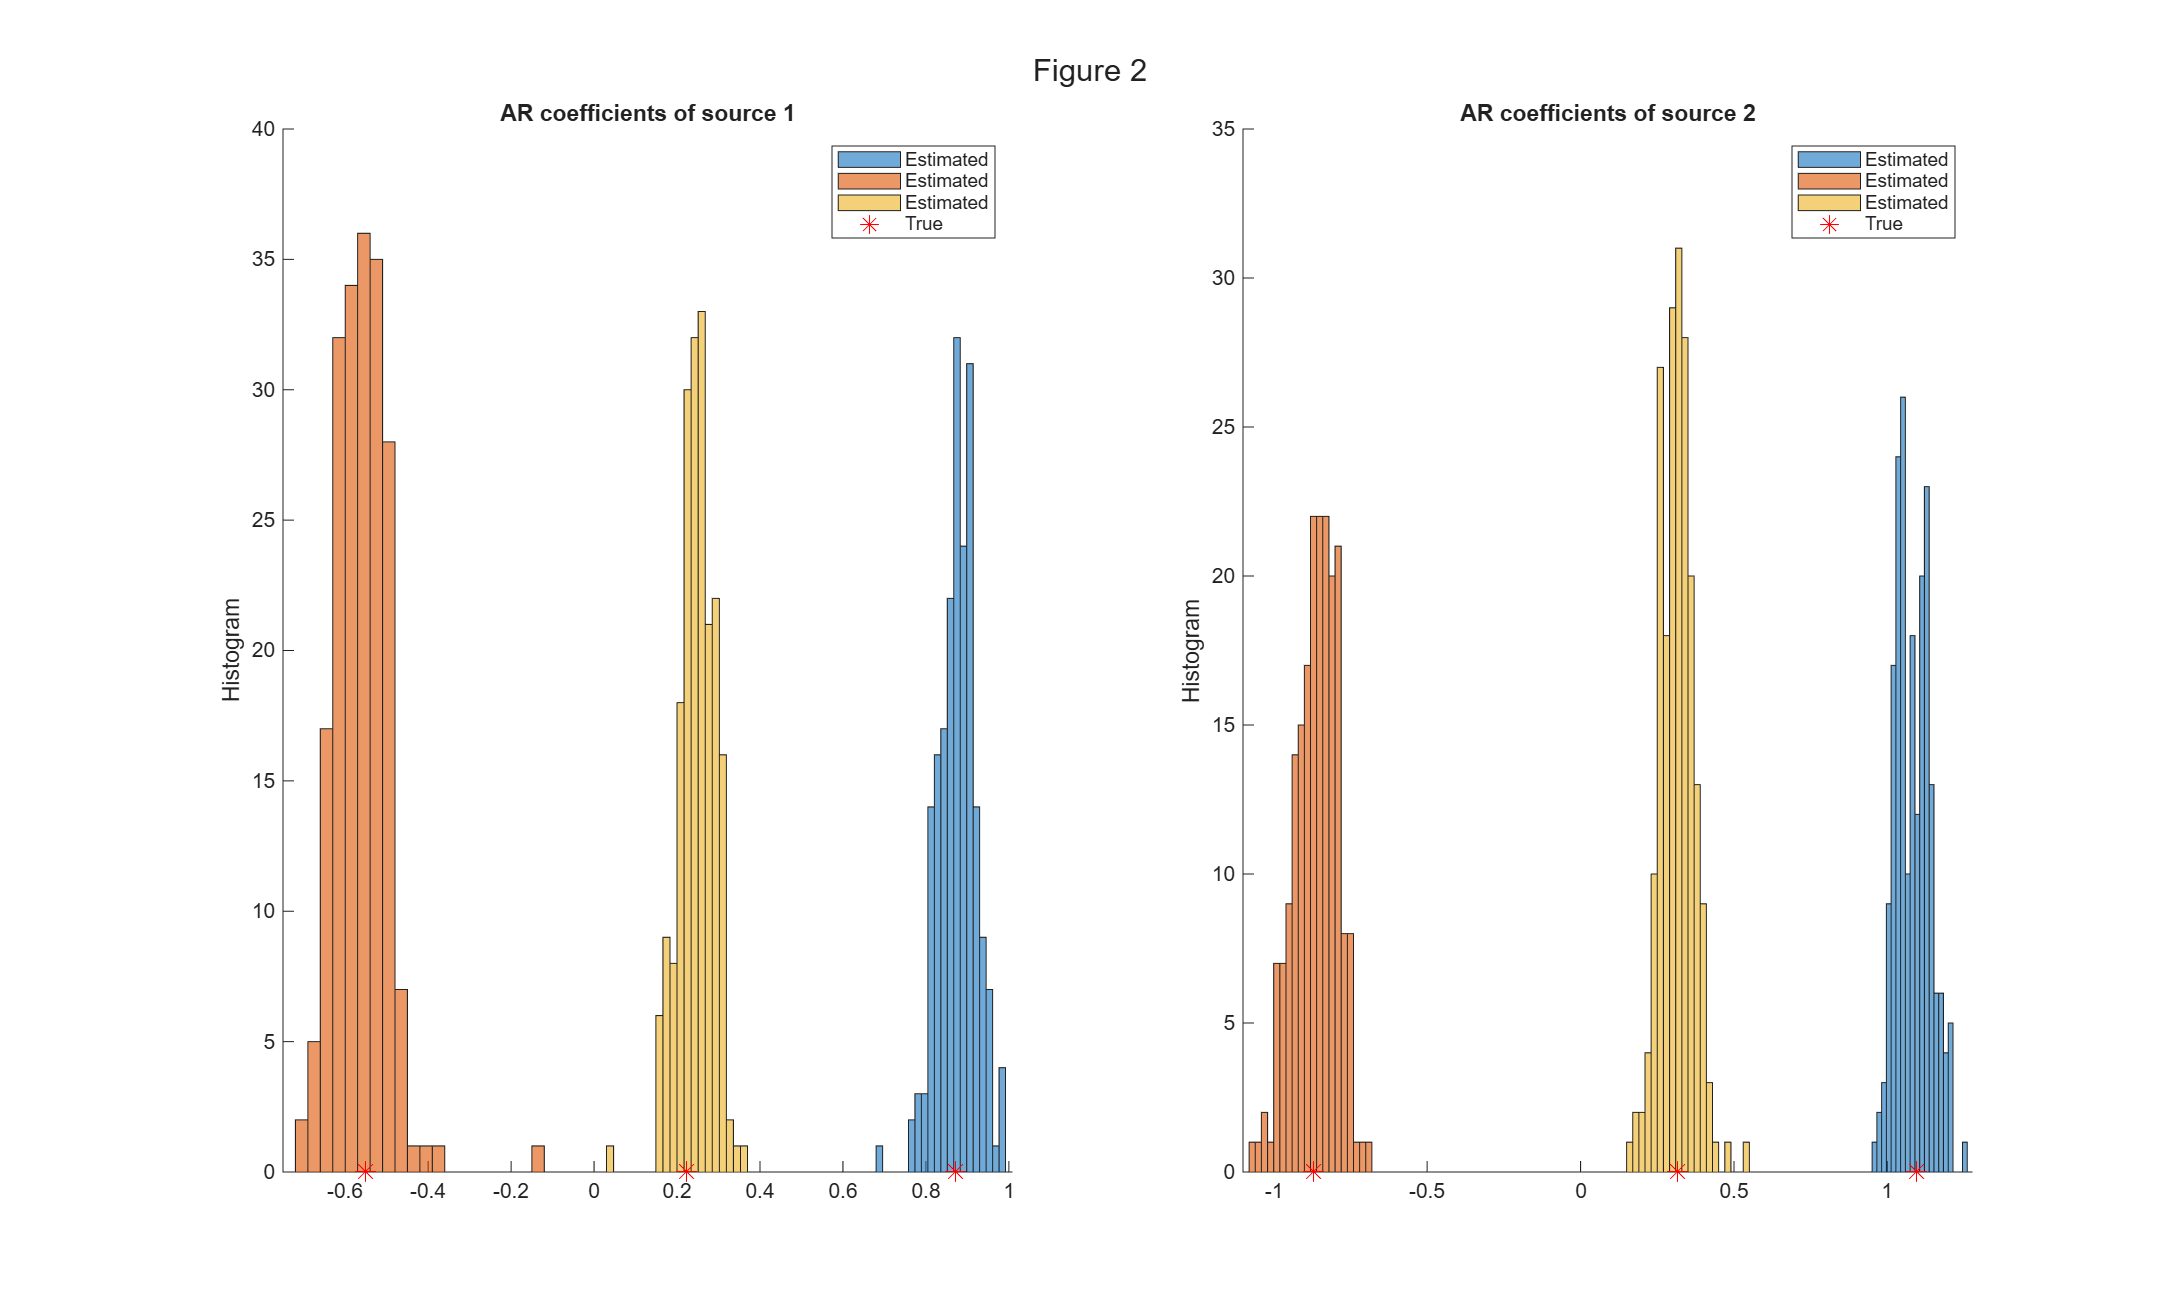 Figure 2
AR coefficients of source 1
40
35
30
25
20
15
10
5
0
Histogram
-0.6 -0.4 -0.2 0 0.2 0.4 0.6 0.8 1
Estimated
Estimated
Estimated
True
AR coefficients of source 2
35
30
25
20
15
10
5
0
Histogram
-1 -0.5 0 0.5 1
Estimated
Estimated
Estimated
True